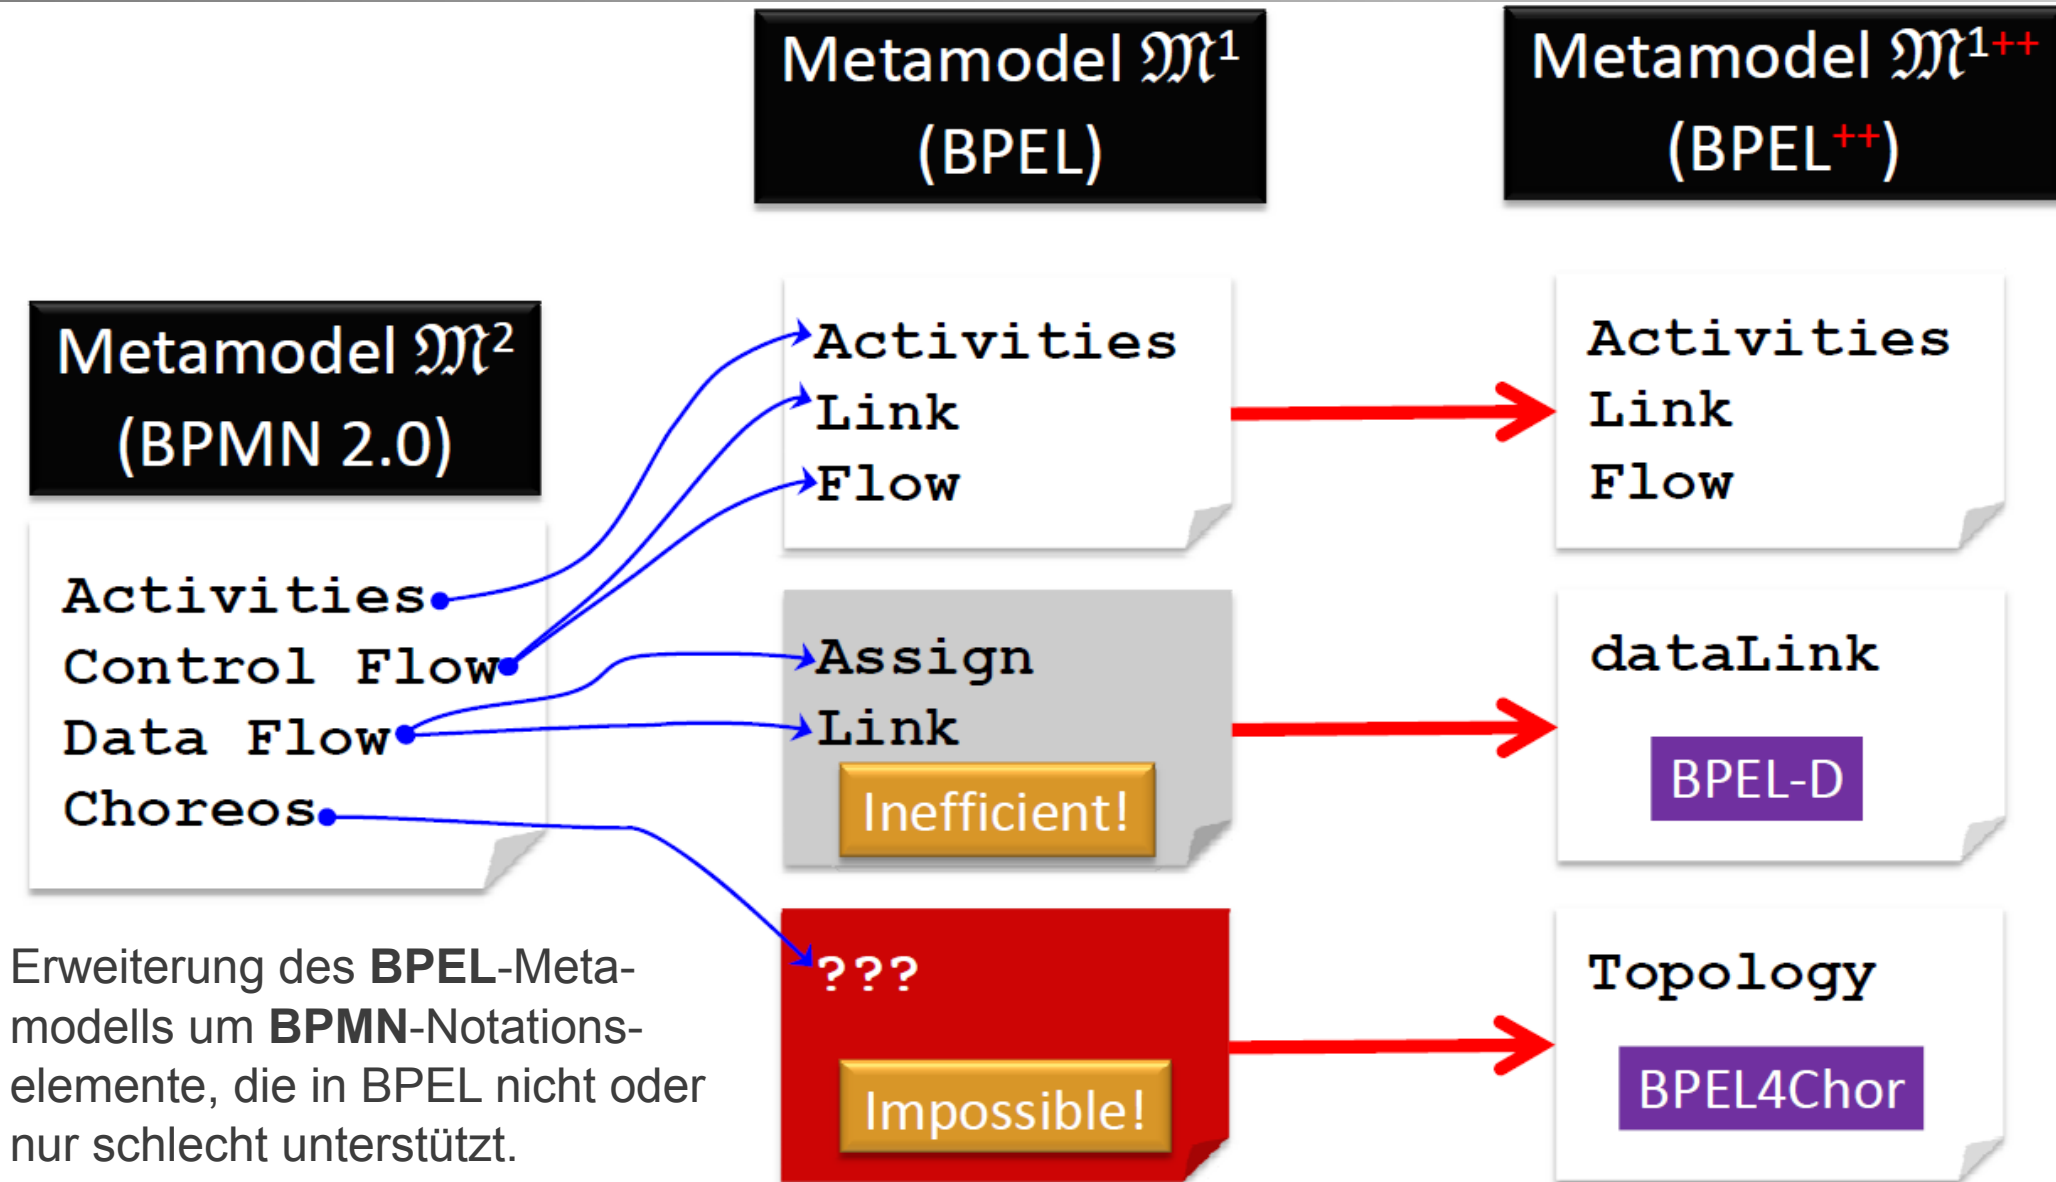 Metamodel 𝔐¹
(BPEL)
Metamodel 𝔐¹⁺⁺
(BPEL⁺⁺)
Metamodel 𝔐²
(BPMN 2.0)
Activities
Control Flow
Data Flow
Choreos
Activities
Link
Flow
Assign
Link
Inefficient!
???
Impossible!
Activities
Link
Flow
dataLink
BPEL-D
Topology
BPEL4Chor
Erweiterung des BPEL-Meta-
modells um BPMN-Notations-
elemente, die in BPEL nicht oder
nur schlecht unterstützt.